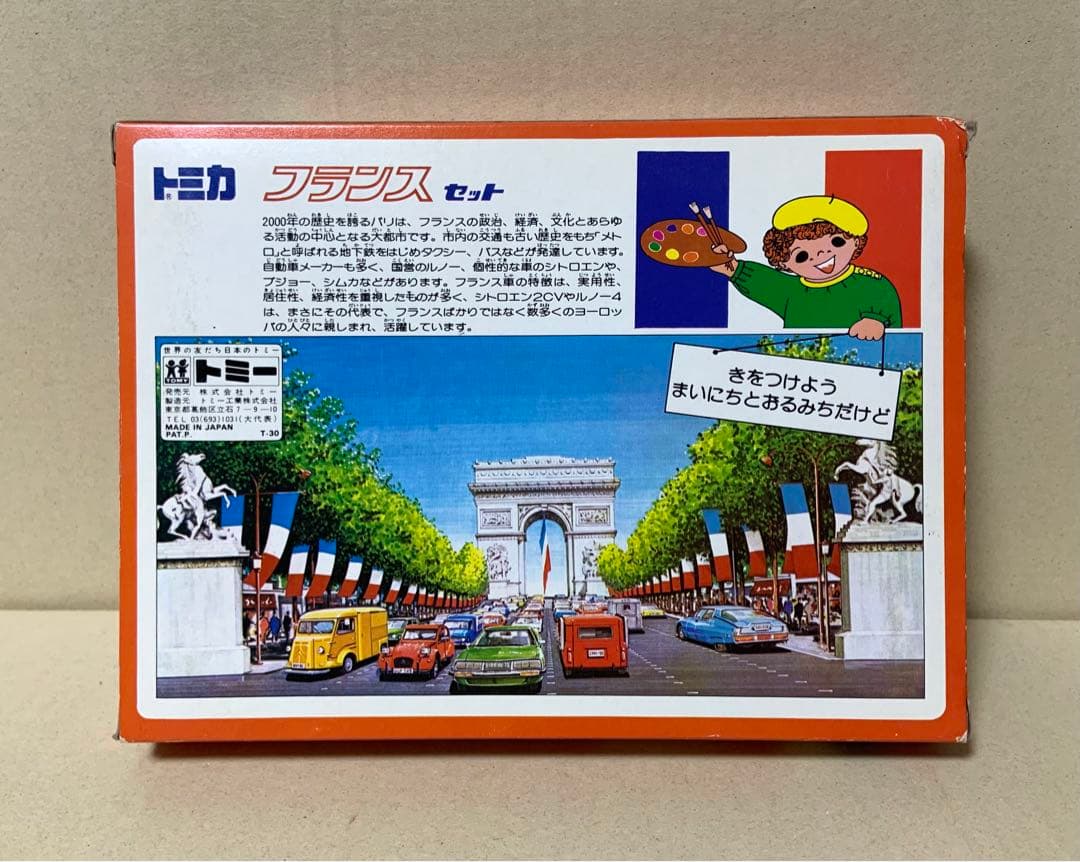 トミカ
フランス セット
2000年の歴史を誇るパリは、フランスの政治、経済、文化とあらゆ
る活動の中心となる大都市です。市内の交通も古い歴史をもち「メト
ロ」と呼ばれる地下鉄をはじめタクシー、バスなどが発達しています。
自動車メーカーも多く、国営のルノー、個性的な車のシトロエンや、
プジョー、シムカなどがあります。フランス車の特徴は、実用性、
居住性、経済性を重視したものが多く、シトロエン2CVやルノー4
は、まさにその代表で、フランスばかりではなく数多くのヨーロッ
パの人々に親しまれ、活躍しています。
世界の友だち日本のトミー
TOMY トミー
発売元 株式会社トミー
製造元 トミー工業株式会社
東京都葛飾区立石7-9-10
TEL 03(693)1031(大代表)
MADE IN JAPAN
PAT.P. T-30
きをつけよう
まいにちとおるみちだけど